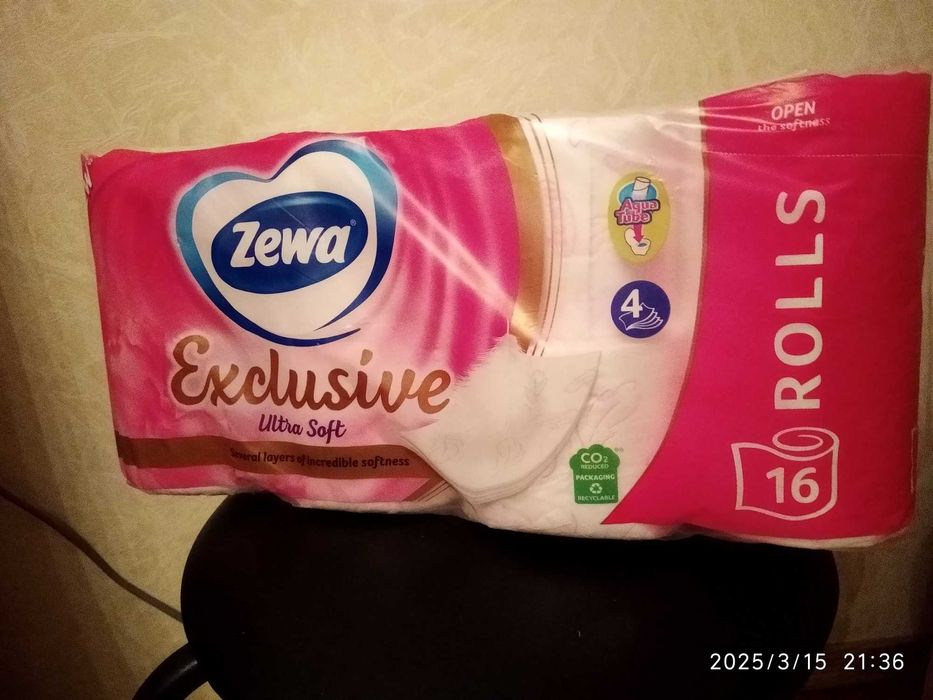 OPEN
the softness
Zewa
Aqua
Tube
4
Exclusive
Ultra Soft
Several layers of incredible softness
CO₂
REDUCED
PACKAGING
RECYCLABLE
16 ROLLS
2025/3/15 21:36